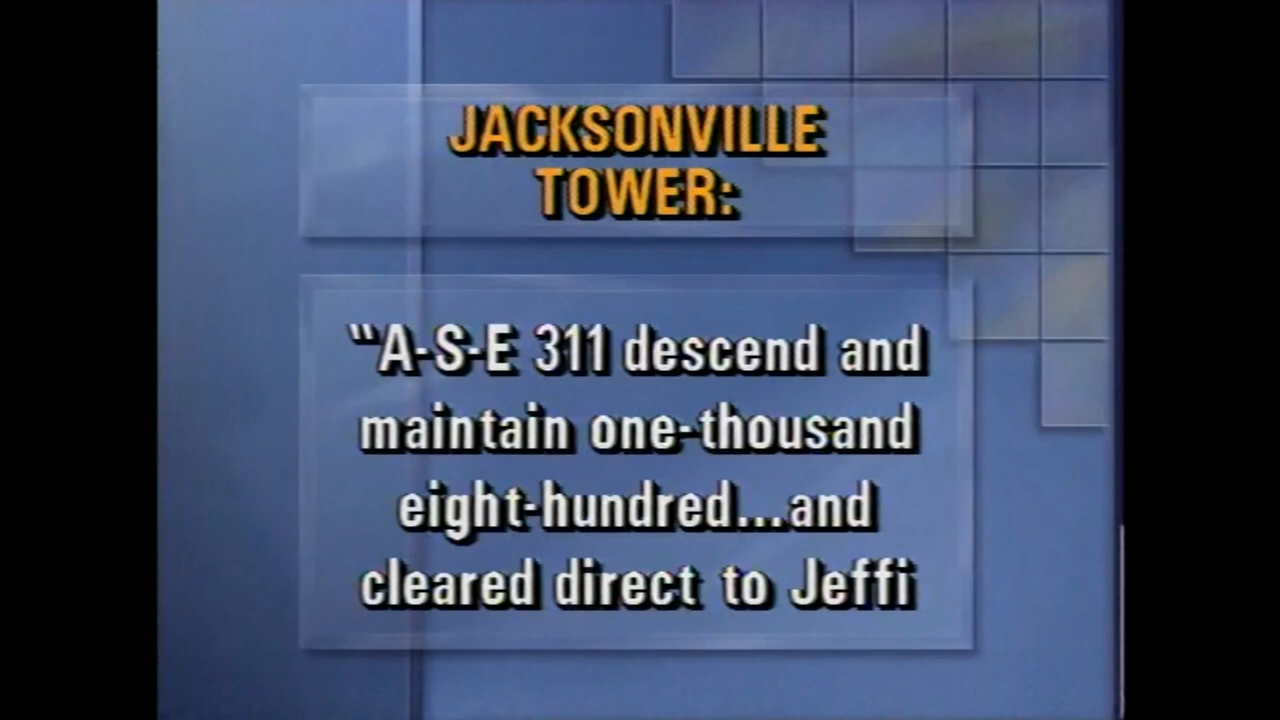 JACKSONVILLE
TOWER:
“A-S-E 311 descend and
maintain one-thousand
eight-hundred...and
cleared direct to Jeffi